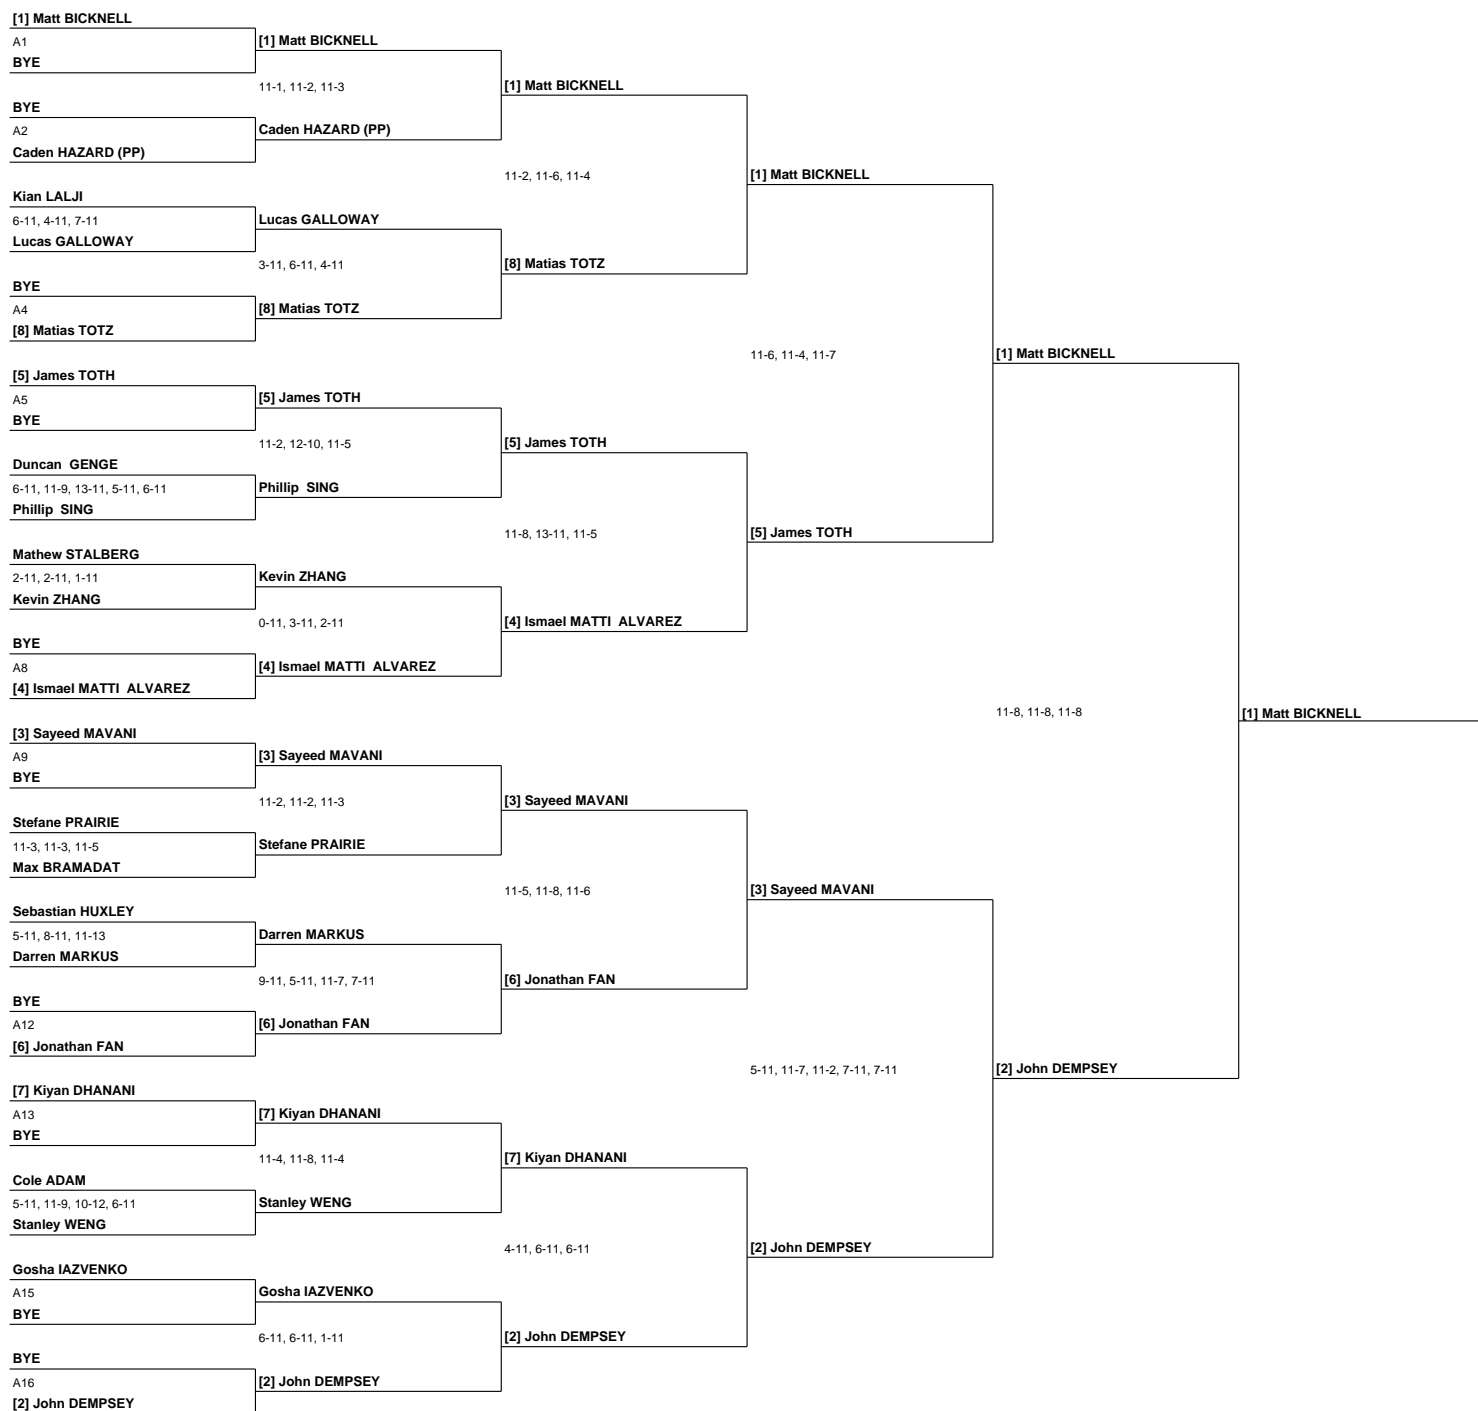 [1] Matt BICKNELL
A1
BYE
BYE
A2
Caden HAZARD (PP)
Kian LALJI
6-11, 4-11, 7-11
Lucas GALLOWAY
BYE
A4
[8] Matias TOTZ
[5] James TOTH
A5
BYE
Duncan  GENGE
6-11, 11-9, 13-11, 5-11, 6-11
Phillip  SING
Mathew STALBERG
2-11, 2-11, 1-11
Kevin ZHANG
BYE
A8
[4] Ismael MATTI  ALVAREZ
[3] Sayeed MAVANI
A9
BYE
Stefane PRAIRIE
11-3, 11-3, 11-5
Max BRAMADAT
Sebastian HUXLEY
5-11, 8-11, 11-13
Darren MARKUS
BYE
A12
[6] Jonathan FAN
[7] Kiyan DHANANI
A13
BYE
Cole ADAM
5-11, 11-9, 10-12, 6-11
Stanley WENG
Gosha IAZVENKO
A15
BYE
BYE
A16
[2] John DEMPSEY
[1] Matt BICKNELL
11-1, 11-2, 11-3
Caden HAZARD (PP)
Lucas GALLOWAY
3-11, 6-11, 4-11
[8] Matias TOTZ
[5] James TOTH
11-2, 12-10, 11-5
Phillip  SING
Kevin ZHANG
0-11, 3-11, 2-11
[4] Ismael MATTI  ALVAREZ
[3] Sayeed MAVANI
11-2, 11-2, 11-3
Stefane PRAIRIE
Darren MARKUS
9-11, 5-11, 11-7, 7-11
[6] Jonathan FAN
[7] Kiyan DHANANI
11-4, 11-8, 11-4
Stanley WENG
Gosha IAZVENKO
6-11, 6-11, 1-11
[2] John DEMPSEY
[1] Matt BICKNELL
11-2, 11-6, 11-4
[8] Matias TOTZ
[5] James TOTH
11-8, 13-11, 11-5
[4] Ismael MATTI  ALVAREZ
[3] Sayeed MAVANI
11-5, 11-8, 11-6
[6] Jonathan FAN
[7] Kiyan DHANANI
4-11, 6-11, 6-11
[2] John DEMPSEY
[1] Matt BICKNELL
11-6, 11-4, 11-7
[5] James TOTH
[3] Sayeed MAVANI
5-11, 11-7, 11-2, 7-11, 7-11
[2] John DEMPSEY
[1] Matt BICKNELL
11-8, 11-8, 11-8
[2] John DEMPSEY
[1] Matt BICKNELL